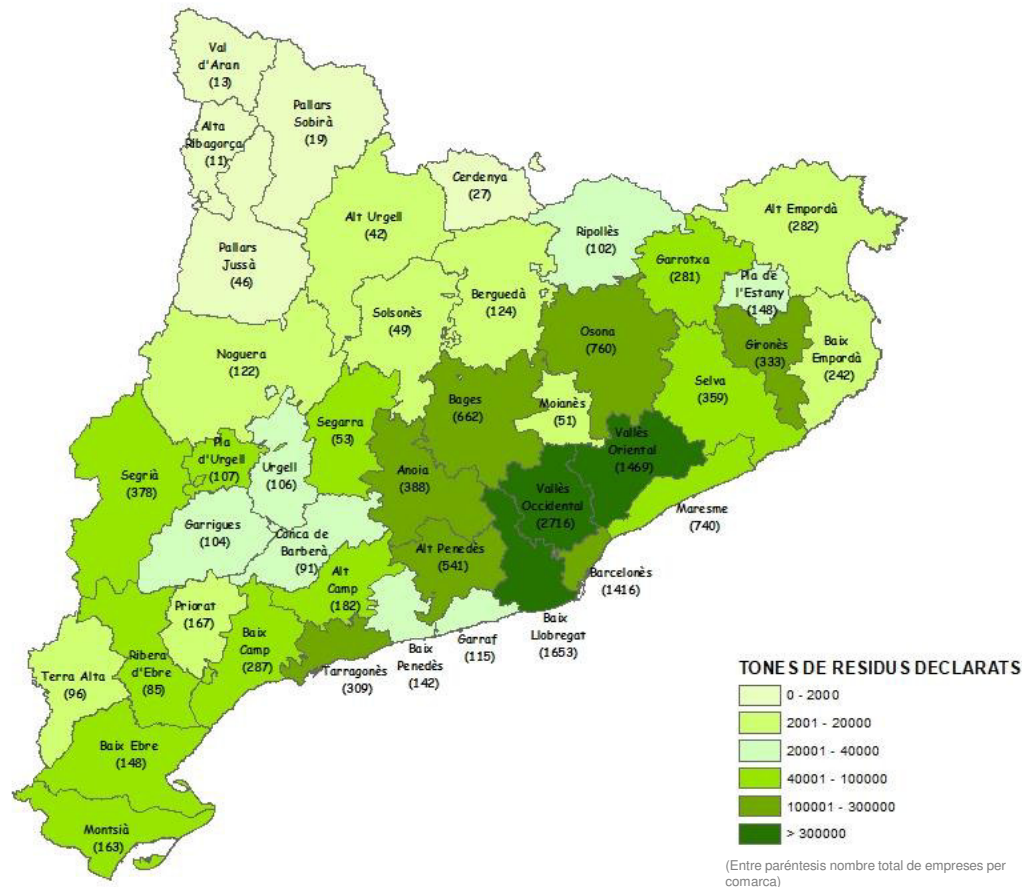 Val
d'Aran
(13)
Pallars
Sobirà
(19)
Alta
Ribagorça
(11)
Cerdenya
(27)
Alt Urgell
(42)
Ripollès
(102)
Alt Empordà
(282)
Pallars
Jussà
(46)
Garrotxa
(281)
Pla de
l'Estany
(148)
Berguedà
(124)
Solsonès
(49)
Osona
(760)
Gironès
(333)
Baix
Empordà
(242)
Noguera
(122)
Selva
(359)
Bages
(662)
Moianès
(51)
Segarra
(53)
Vallès
Oriental
(1469)
Pla
d'Urgell
(107)
Urgell
(106)
Segrià
(378)
Anoia
(388)
Vallès
Occidental
(2716)
Maresme
(740)
Garrigues
(104)
Conca de
Barberà
(91)
Alt Penedès
(541)
Alt
Camp
(182)
Barcelonès
(1416)
Priorat
(167)
Baix
Camp
(287)
Baix
Llobregat
(1653)
Garraf
(115)
Baix
Penedès
(142)
Tarragonès
(309)
Ribera
d'Ebre
(85)
Terra Alta
(96)
Baix Ebre
(148)
Montsià
(163)
TONES DE RESIDUS DECLARATS
0 - 2000
2001 - 20000
20001 - 40000
40001 - 100000
100001 - 300000
> 300000
(Entre paréntesis nombre total de empreses per
comarca)